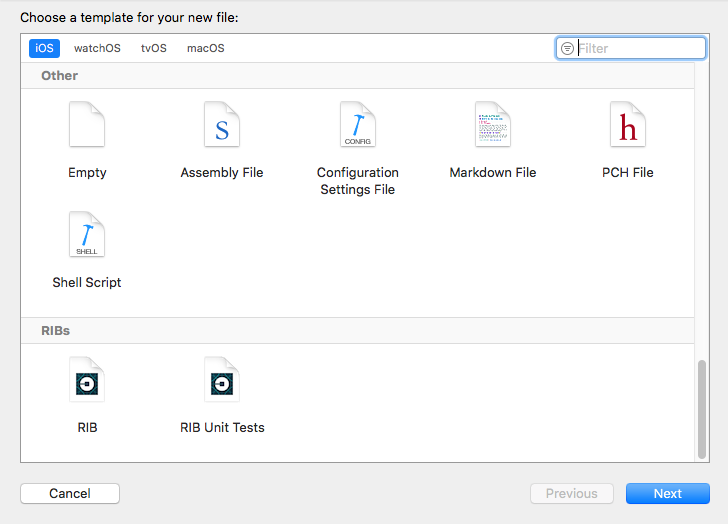 Choose a template for your new file:
iOS watchOS tvOS macOS Filter
Other
S CONFIG h
Empty Assembly File Configuration Settings File Markdown File PCH File
SHELL
Shell Script
RIBs
RIB RIB Unit Tests
Cancel Previous Next